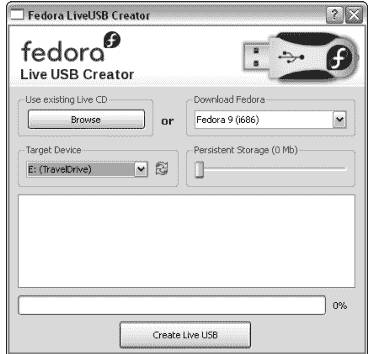 Fedora LiveUSB Creator
fedora
Live USB Creator
Use existing Live CD
Browse
or
Download Fedora
Fedora 9 (i686)
Target Device
E: (TravelDrive)
Persistent Storage (0 Mb)
0%
Create Live USB